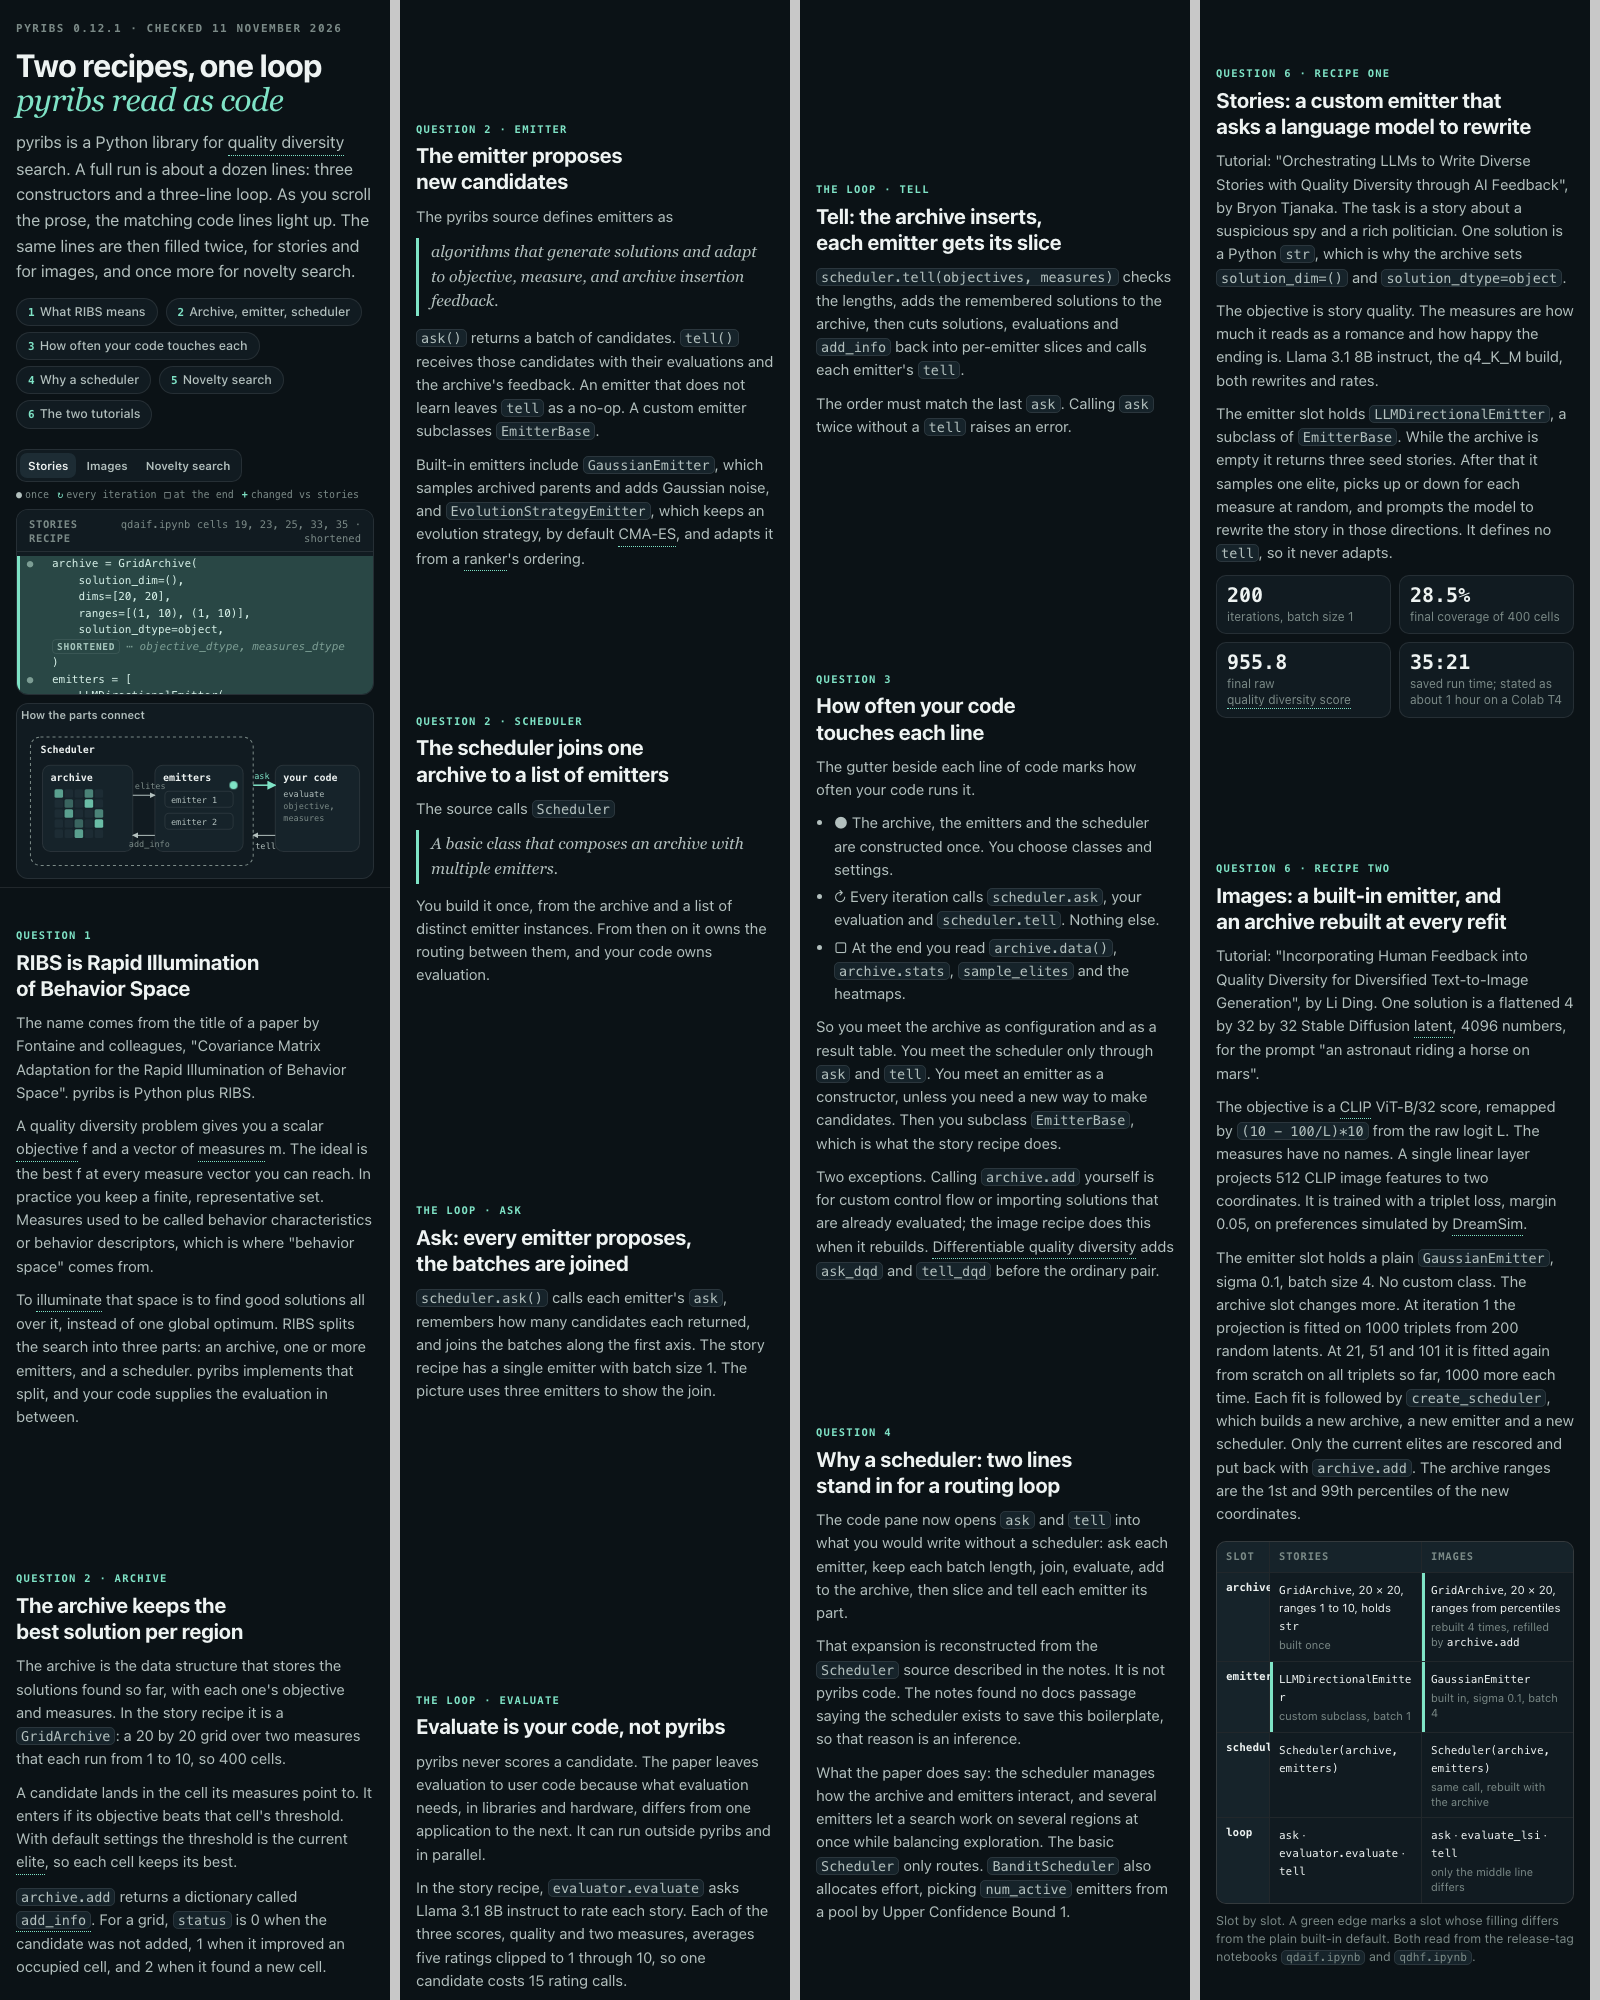 PYRIBS 0.12.1 · CHECKED 11 NOVEMBER 2026
Two recipes, one loop
pyribs read as code
pyribs is a Python library for quality diversity
search. A full run is about a dozen lines: three
constructors and a three-line loop. As you scroll
the prose, the matching code lines light up. The
same lines are then filled twice, for stories and
for images, and once more for novelty search.
1 What RIBS means
2 Archive, emitter, scheduler
3 How often your code touches each
4 Why a scheduler
5 Novelty search
6 The two tutorials
Stories Images Novelty search
● once ↻ every iteration □ at the end + changed vs stories
STORIES RECIPE
qdaif.ipynb cells 19, 23, 25, 33, 35 · shortened
archive = GridArchive(
solution_dim=(),
dims=[20, 20],
ranges=[(1, 10), (1, 10)],
solution_dtype=object,
SHORTENED ⋯ objective_dtype, measures_dtype
)
emitters = [
LLMDirectionalEmitter(
How the parts connect
Scheduler
archive
elites
emitters
emitter 1
emitter 2
add_info
ask
tell
your code
evaluate
objective,
measures
QUESTION 1
RIBS is Rapid Illumination
of Behavior Space
The name comes from the title of a paper by
Fontaine and colleagues, "Covariance Matrix
Adaptation for the Rapid Illumination of Behavior
Space". pyribs is Python plus RIBS.
A quality diversity problem gives you a scalar
objective f and a vector of measures m. The ideal is
the best f at every measure vector you can reach. In
practice you keep a finite, representative set.
Measures used to be called behavior characteristics
or behavior descriptors, which is where "behavior
space" comes from.
To illuminate that space is to find good solutions all
over it, instead of one global optimum. RIBS splits
the search into three parts: an archive, one or more
emitters, and a scheduler. pyribs implements that
split, and your code supplies the evaluation in
between.
QUESTION 2 · ARCHIVE
The archive keeps the
best solution per region
The archive is the data structure that stores the
solutions found so far, with each one's objective
and measures. In the story recipe it is a
GridArchive: a 20 by 20 grid over two measures
that each run from 1 to 10, so 400 cells.
A candidate lands in the cell its measures point to. It
enters if its objective beats that cell's threshold.
With default settings the threshold is the current
elite, so each cell keeps its best.
archive.add returns a dictionary called
add_info. For a grid, status is 0 when the
candidate was not added, 1 when it improved an
occupied cell, and 2 when it found a new cell.
QUESTION 2 · EMITTER
The emitter proposes
new candidates
The pyribs source defines emitters as
algorithms that generate solutions and adapt
to objective, measure, and archive insertion
feedback.
ask() returns a batch of candidates. tell()
receives those candidates with their evaluations and
the archive's feedback. An emitter that does not
learn leaves tell as a no-op. A custom emitter
subclasses EmitterBase.
Built-in emitters include GaussianEmitter, which
samples archived parents and adds Gaussian noise,
and EvolutionStrategyEmitter, which keeps an
evolution strategy, by default CMA-ES, and adapts it
from a ranker's ordering.
QUESTION 2 · SCHEDULER
The scheduler joins one
archive to a list of emitters
The source calls Scheduler
A basic class that composes an archive with
multiple emitters.
You build it once, from the archive and a list of
distinct emitter instances. From then on it owns the
routing between them, and your code owns
evaluation.
THE LOOP · ASK
Ask: every emitter proposes,
the batches are joined
scheduler.ask() calls each emitter's ask,
remembers how many candidates each returned,
and joins the batches along the first axis. The story
recipe has a single emitter with batch size 1. The
picture uses three emitters to show the join.
THE LOOP · EVALUATE
Evaluate is your code, not pyribs
pyribs never scores a candidate. The paper leaves
evaluation to user code because what evaluation
needs, in libraries and hardware, differs from one
application to the next. It can run outside pyribs and
in parallel.
In the story recipe, evaluator.evaluate asks
Llama 3.1 8B instruct to rate each story. Each of the
three scores, quality and two measures, averages
five ratings clipped to 1 through 10, so one
candidate costs 15 rating calls.
THE LOOP · TELL
Tell: the archive inserts,
each emitter gets its slice
scheduler.tell(objectives, measures) checks
the lengths, adds the remembered solutions to the
archive, then cuts solutions, evaluations and
add_info back into per-emitter slices and calls
each emitter's tell.
The order must match the last ask. Calling ask
twice without a tell raises an error.
QUESTION 3
How often your code
touches each line
The gutter beside each line of code marks how
often your code runs it.
• ● The archive, the emitters and the scheduler
are constructed once. You choose classes and
settings.
• ↻ Every iteration calls scheduler.ask, your
evaluation and scheduler.tell. Nothing else.
• □ At the end you read archive.data(),
archive.stats, sample_elites and the
heatmaps.
So you meet the archive as configuration and as a
result table. You meet the scheduler only through
ask and tell. You meet an emitter as a
constructor, unless you need a new way to make
candidates. Then you subclass EmitterBase,
which is what the story recipe does.
Two exceptions. Calling archive.add yourself is
for custom control flow or importing solutions that
are already evaluated; the image recipe does this
when it rebuilds. Differentiable quality diversity adds
ask_dqd and tell_dqd before the ordinary pair.
QUESTION 4
Why a scheduler: two lines
stand in for a routing loop
The code pane now opens ask and tell into
what you would write without a scheduler: ask each
emitter, keep each batch length, join, evaluate, add
to the archive, then slice and tell each emitter its
part.
That expansion is reconstructed from the
Scheduler source described in the notes. It is not
pyribs code. The notes found no docs passage
saying the scheduler exists to save this boilerplate,
so that reason is an inference.
What the paper does say: the scheduler manages
how the archive and emitters interact, and several
emitters let a search work on several regions at
once while balancing exploration. The basic
Scheduler only routes. BanditScheduler also
allocates effort, picking num_active emitters from
a pool by Upper Confidence Bound 1.
QUESTION 6 · RECIPE ONE
Stories: a custom emitter that
asks a language model to rewrite
Tutorial: "Orchestrating LLMs to Write Diverse
Stories with Quality Diversity through AI Feedback",
by Bryon Tjanaka. The task is a story about a
suspicious spy and a rich politician. One solution is
a Python str, which is why the archive sets
solution_dim=() and solution_dtype=object.
The objective is story quality. The measures are how
much it reads as a romance and how happy the
ending is. Llama 3.1 8B instruct, the q4_K_M build,
both rewrites and rates.
The emitter slot holds LLMDirectionalEmitter, a
subclass of EmitterBase. While the archive is
empty it returns three seed stories. After that it
samples one elite, picks up or down for each
measure at random, and prompts the model to
rewrite the story in those directions. It defines no
tell, so it never adapts.
200
iterations, batch size 1
28.5%
final coverage of 400 cells
955.8
final raw
quality diversity score
35:21
saved run time; stated as
about 1 hour on a Colab T4
QUESTION 6 · RECIPE TWO
Images: a built-in emitter, and
an archive rebuilt at every refit
Tutorial: "Incorporating Human Feedback into
Quality Diversity for Diversified Text-to-Image
Generation", by Li Ding. One solution is a flattened 4
by 32 by 32 Stable Diffusion latent, 4096 numbers,
for the prompt "an astronaut riding a horse on
mars".
The objective is a CLIP ViT-B/32 score, remapped
by (10 − 100/L)*10 from the raw logit L. The
measures have no names. A single linear layer
projects 512 CLIP image features to two
coordinates. It is trained with a triplet loss, margin
0.05, on preferences simulated by DreamSim.
The emitter slot holds a plain GaussianEmitter,
sigma 0.1, batch size 4. No custom class. The
archive slot changes more. At iteration 1 the
projection is fitted on 1000 triplets from 200
random latents. At 21, 51 and 101 it is fitted again
from scratch on all triplets so far, 1000 more each
time. Each fit is followed by create_scheduler,
which builds a new archive, a new emitter and a new
scheduler. Only the current elites are rescored and
put back with archive.add. The archive ranges
are the 1st and 99th percentiles of the new
coordinates.
SLOT STORIES IMAGES
archive
GridArchive, 20 × 20,
ranges 1 to 10, holds
str
built once
GridArchive, 20 × 20,
ranges from percentiles
rebuilt 4 times, refilled
by archive.add
emitter
LLMDirectionalEmitte
r
custom subclass, batch 1
GaussianEmitter
built in, sigma 0.1, batch
4
schedul
Scheduler(archive,
emitters)
Scheduler(archive,
emitters)
same call, rebuilt with
the archive
loop
ask ·
evaluator.evaluate ·
tell
ask · evaluate_lsi ·
tell
only the middle line
differs
Slot by slot. A green edge marks a slot whose filling differs
from the plain built-in default. Both read from the release-tag
notebooks qdaif.ipynb and qdhf.ipynb.